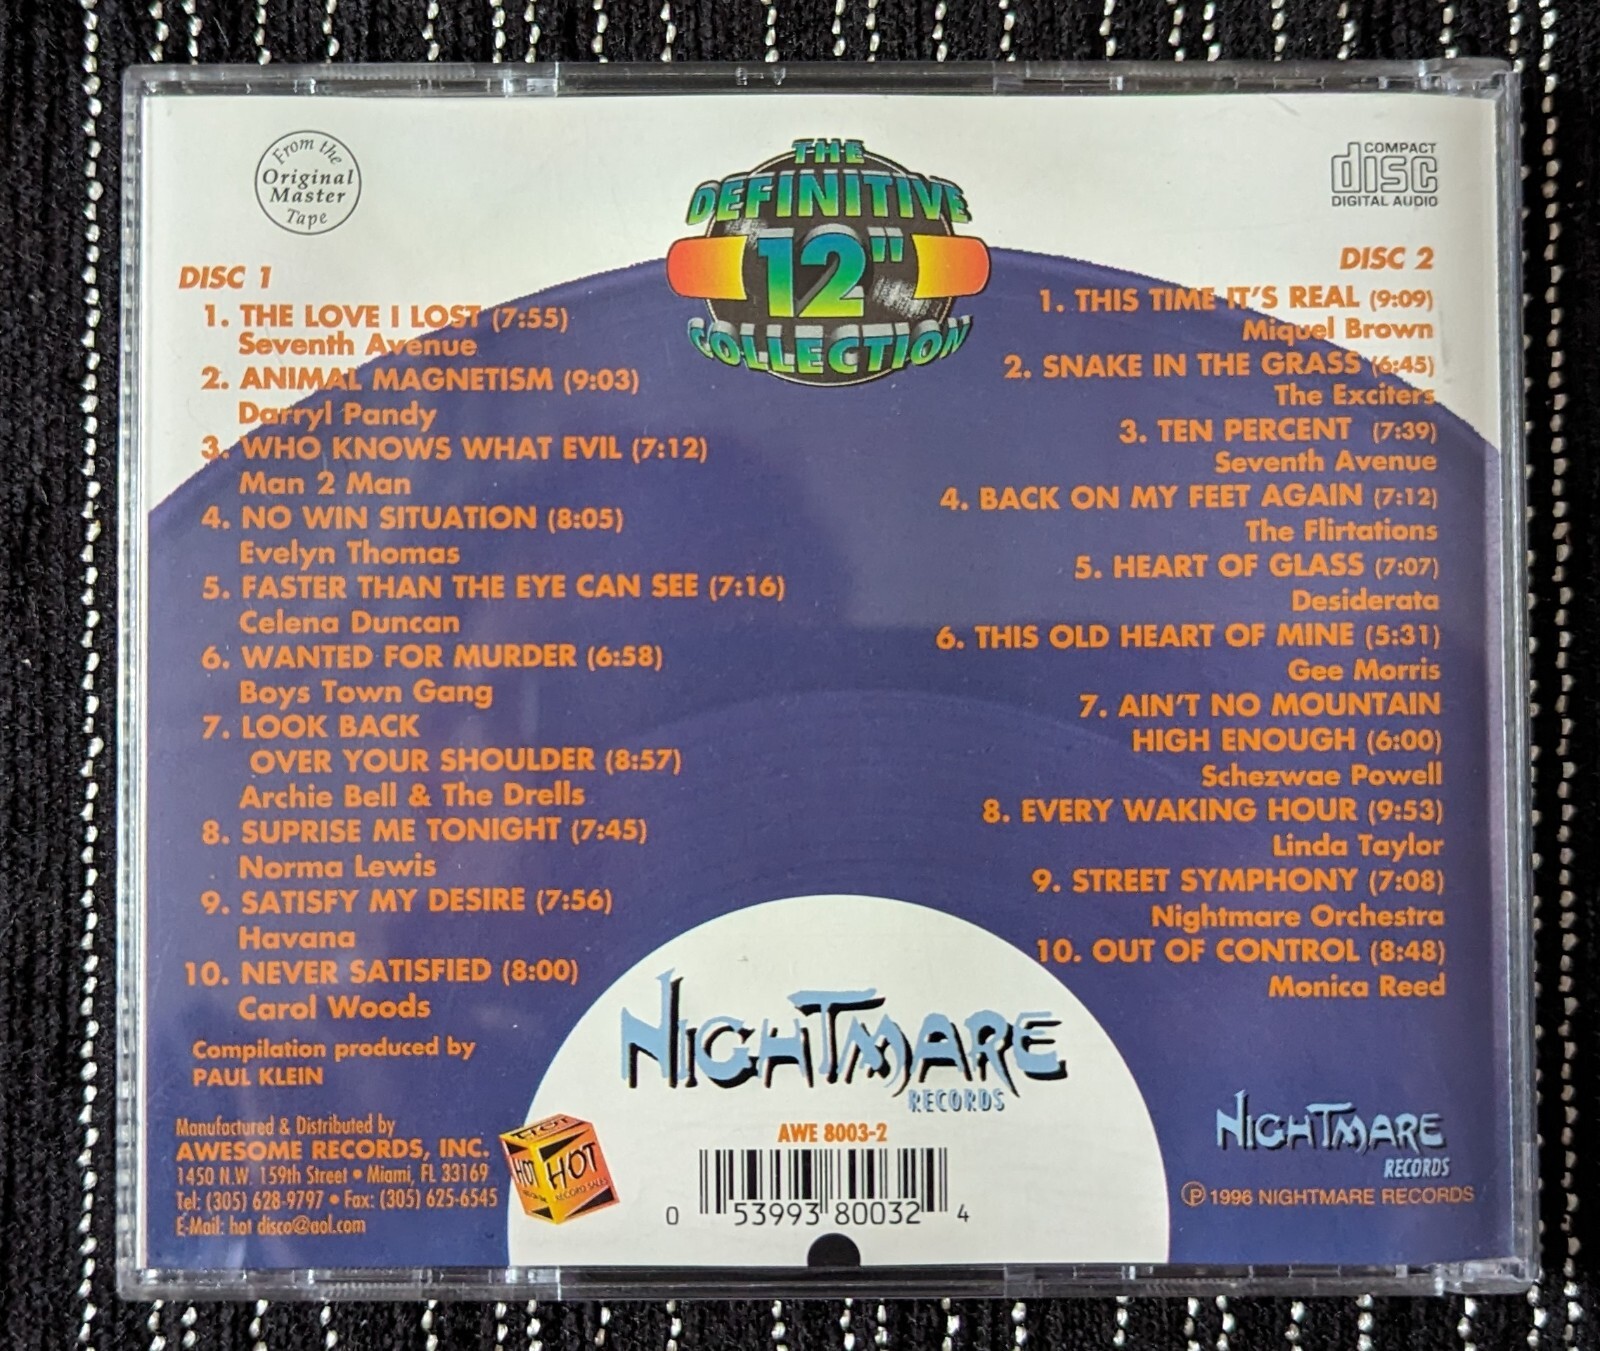 From the
Original
Master
Tape
THE
DEFINITIVE
12"
COLLECTION
COMPACT
disc
DIGITAL AUDIO
DISC 1
1. THE LOVE I LOST (7:55)
Seventh Avenue
2. ANIMAL MAGNETISM (9:03)
Darryl Pandy
3. WHO KNOWS WHAT EVIL (7:12)
Man 2 Man
4. NO WIN SITUATION (8:05)
Evelyn Thomas
5. FASTER THAN THE EYE CAN SEE (7:16)
Celena Duncan
6. WANTED FOR MURDER (6:58)
Boys Town Gang
7. LOOK BACK
OVER YOUR SHOULDER (8:57)
Archie Bell & The Drells
8. SUPRISE ME TONIGHT (7:45)
Norma Lewis
9. SATISFY MY DESIRE (7:56)
Havana
10. NEVER SATISFIED (8:00)
Carol Woods
Compilation produced by
PAUL KLEIN
Manufactured & Distributed by
AWESOME RECORDS, INC.
1450 N.W. 159th Street • Miami, FL 33169
Tel: (305) 628-9797 • Fax: (305) 625-6545
E-Mail: hot disco@aol.com
DISC 2
1. THIS TIME IT'S REAL (9:09)
Miquel Brown
2. SNAKE IN THE GRASS (6:45)
The Exciters
3. TEN PERCENT (7:39)
Seventh Avenue
4. BACK ON MY FEET AGAIN (7:12)
The Flirtations
5. HEART OF GLASS (7:07)
Desiderata
6. THIS OLD HEART OF MINE (5:31)
Gee Morris
7. AIN'T NO MOUNTAIN
HIGH ENOUGH (6:00)
Schezwae Powell
8. EVERY WAKING HOUR (9:53)
Linda Taylor
9. STREET SYMPHONY (7:08)
Nightmare Orchestra
10. OUT OF CONTROL (8:48)
Monica Reed
HOT
HOT
HOT
RECORD SALES
NIGHTMARE
RECORDS
AWE 8003-2
0 53993 80032 4
NIGHTMARE
RECORDS
℗ 1996 NIGHTMARE RECORDS